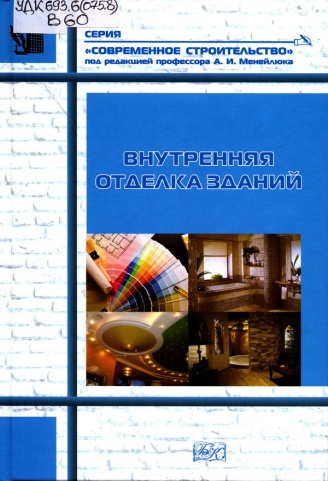 УДК 693,6(075.8)
В 60
СЕРИЯ
«СОВРЕМЕННОЕ СТРОИТЕЛЬСТВО»
под редакцией профессора А. И. Менейлюка
ВНУТРЕННЯЯ
ОТДЕЛКА ЗДАНИЙ